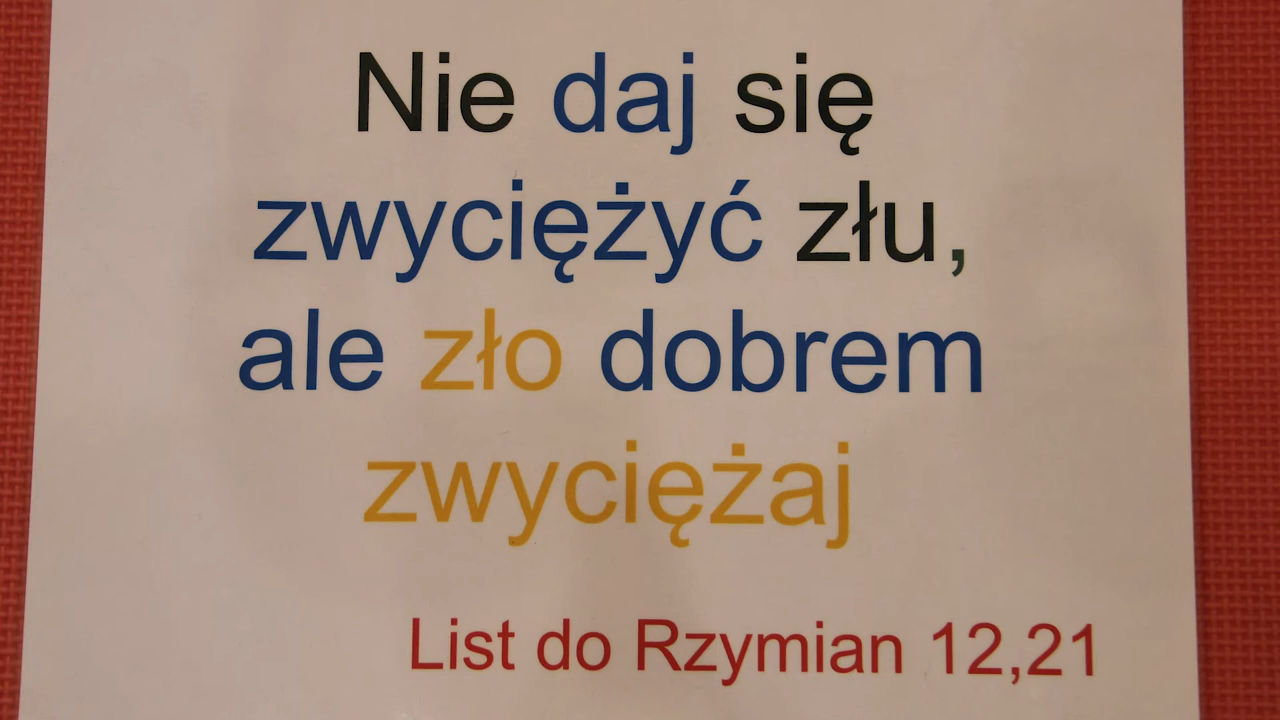 Nie daj się
zwyciężyć złu,
ale zło dobrem
zwyciężaj
List do Rzymian 12,21